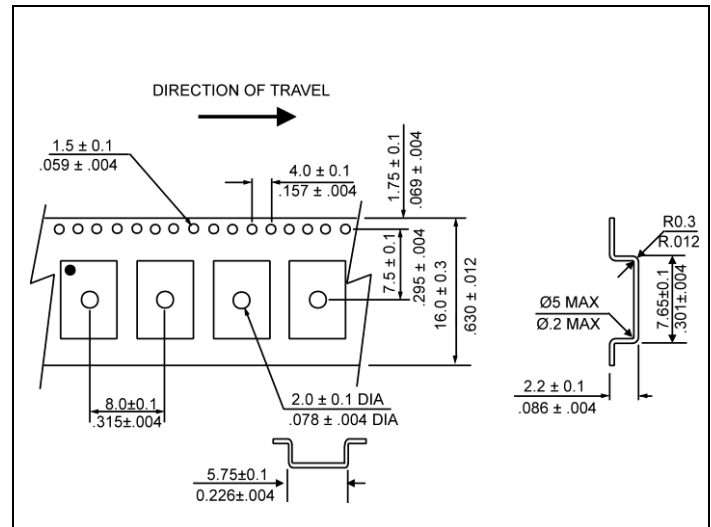 DIRECTION OF TRAVEL
1.5 ± 0.1
.059 ± .004
4.0 ± 0.1
.157 ± .004
1.75 ± 0.1
.069 ± .004
7.5 ± 0.1
.295 ± .004
16.0 ± 0.3
.630 ± .012
R0.3
R.012
Ø5 MAX
Ø.2 MAX
7.65±0.1
.301±.004
2.2 ± 0.1
.086 ± .004
8.0±0.1
.315±.004
2.0 ± 0.1 DIA
.078 ± .004 DIA
5.75±0.1
0.226±.004